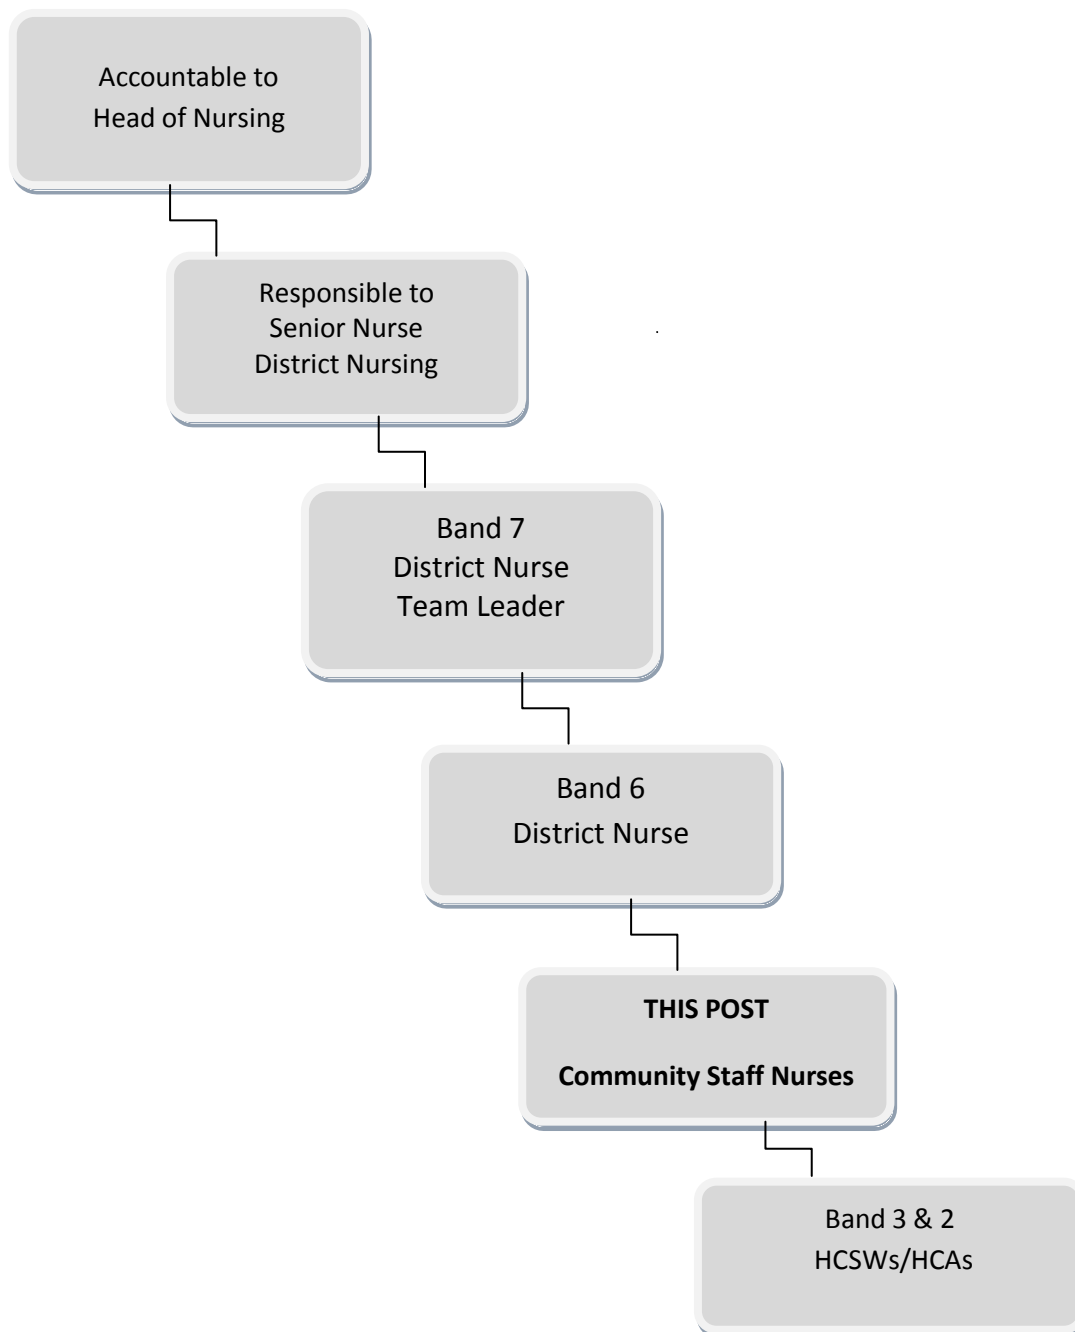 Accountable to
Head of Nursing
Responsible to
Senior Nurse
District Nursing
Band 7
District Nurse
Team Leader
Band 6
District Nurse
THIS POST
Community Staff Nurses
Band 3 & 2
HCSWs/HCAs